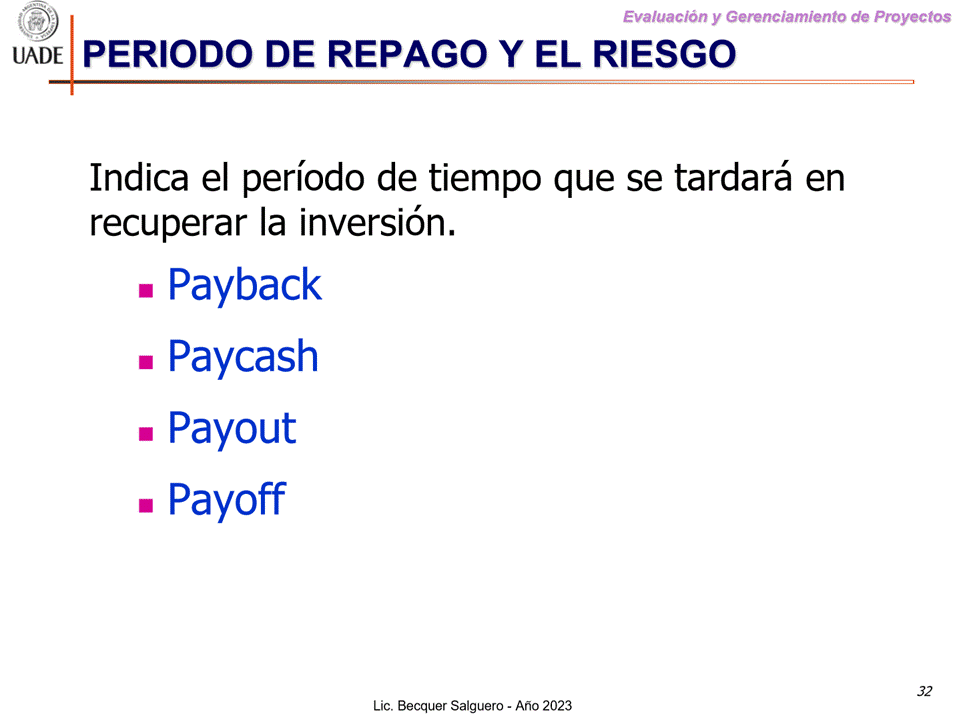 Evaluación y Gerenciamiento de Proyectos
UADE
PERIODO DE REPAGO Y EL RIESGO
Indica el período de tiempo que se tardará en
recuperar la inversión.
Payback
Paycash
Payout
Payoff
32
Lic. Becquer Salguero - Año 2023